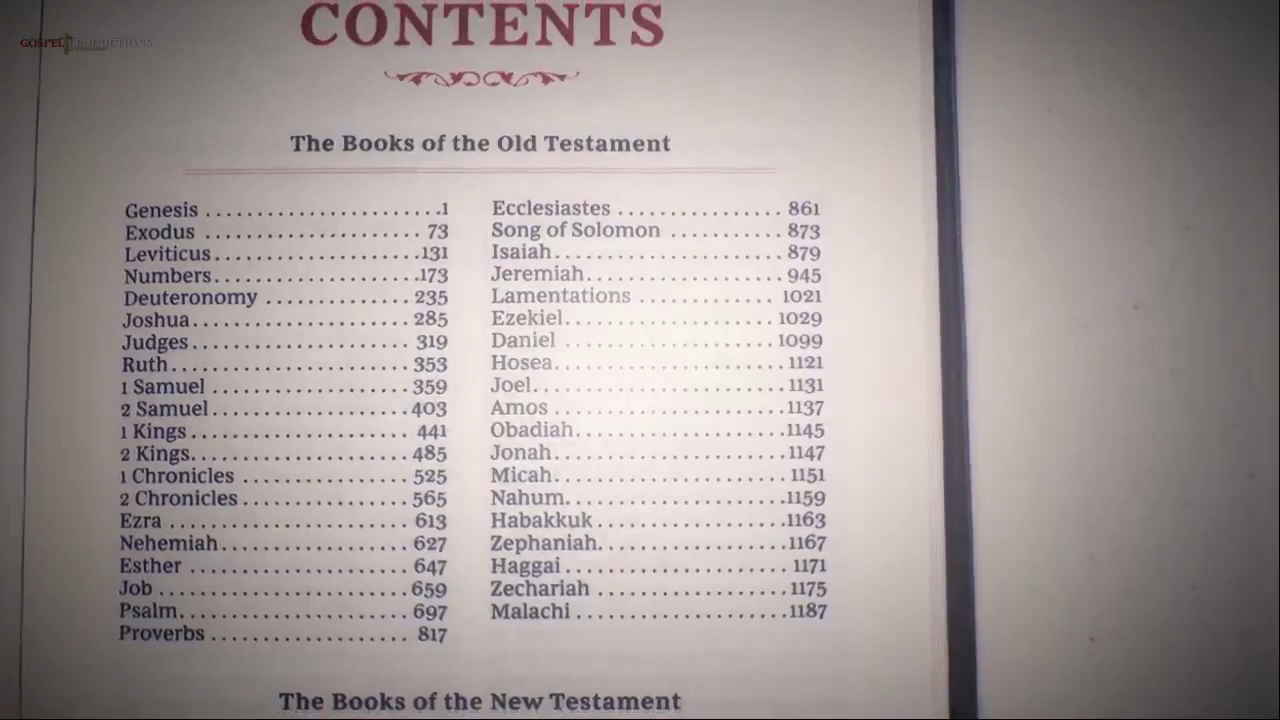 CONTENTS
GOSPEL PRODUCTIONS
The Books of the Old Testament
Genesis ........................1
Exodus ..................... 73
Leviticus....................131
Numbers....................173
Deuteronomy .............. 235
Joshua..................... 285
Judges..................... 319
Ruth....................... 353
1 Samuel ................... 359
2 Samuel................... 403
1 Kings..................... 441
2 Kings..................... 485
1 Chronicles ................ 525
2 Chronicles ................ 565
Ezra ....................... 613
Nehemiah.................. 627
Esther ..................... 647
Job ........................ 659
Psalm...................... 697
Proverbs ................... 817
Ecclesiastes ................ 861
Song of Solomon ........... 873
Isaiah...................... 879
Jeremiah................... 945
Lamentations ............. 1021
Ezekiel.................... 1029
Daniel .................... 1099
Hosea..................... 1121
Joel....................... 1131
Amos ..................... 1137
Obadiah................... 1145
Jonah..................... 1147
Micah..................... 1151
Nahum.................... 1159
Habakkuk ................. 1163
Zephaniah................. 1167
Haggai .................... 1171
Zechariah ................. 1175
Malachi ................... 1187
The Books of the New Testament